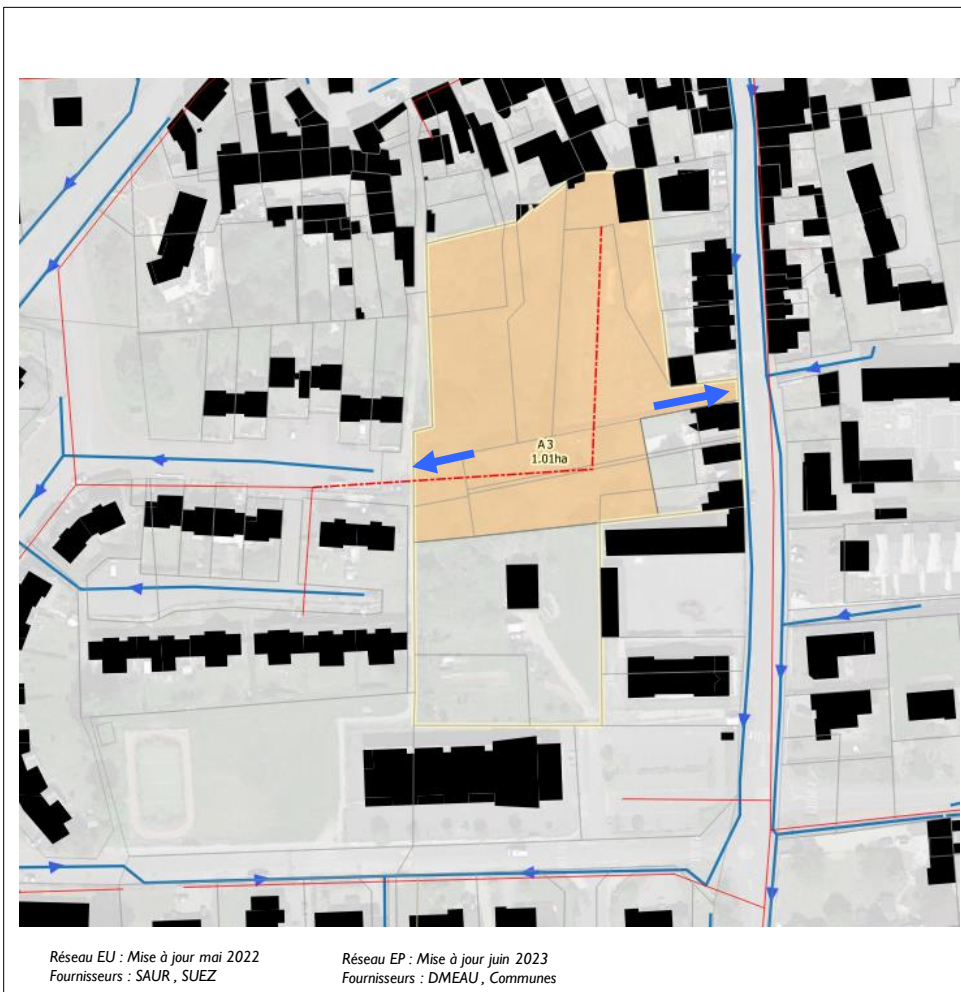 A3
1.01ha
Réseau EU : Mise à jour mai 2022
Fournisseurs : SAUR , SUEZ
Réseau EP : Mise à jour juin 2023
Fournisseurs : DMEAU , Communes